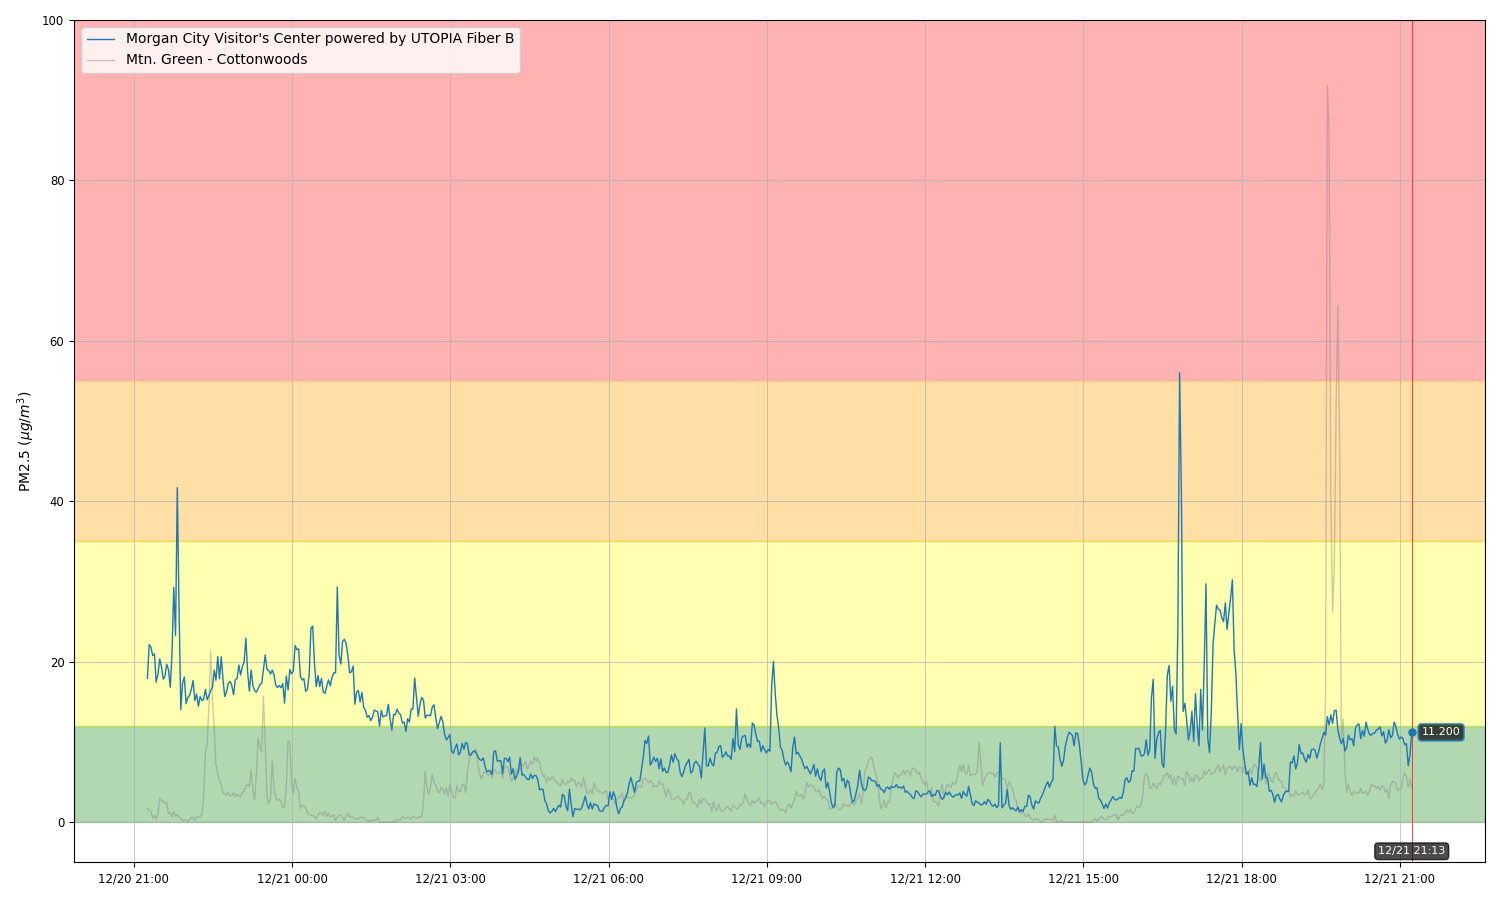 100
Morgan City Visitor's Center powered by UTOPIA Fiber B
Mtn. Green - Cottonwoods
80
60
PM2.5 (μg/m³)
40
20
11.200
0
12/21 21:13
12/20 21:00 12/21 00:00 12/21 03:00 12/21 06:00 12/21 09:00 12/21 12:00 12/21 15:00 12/21 18:00 12/21 21:00